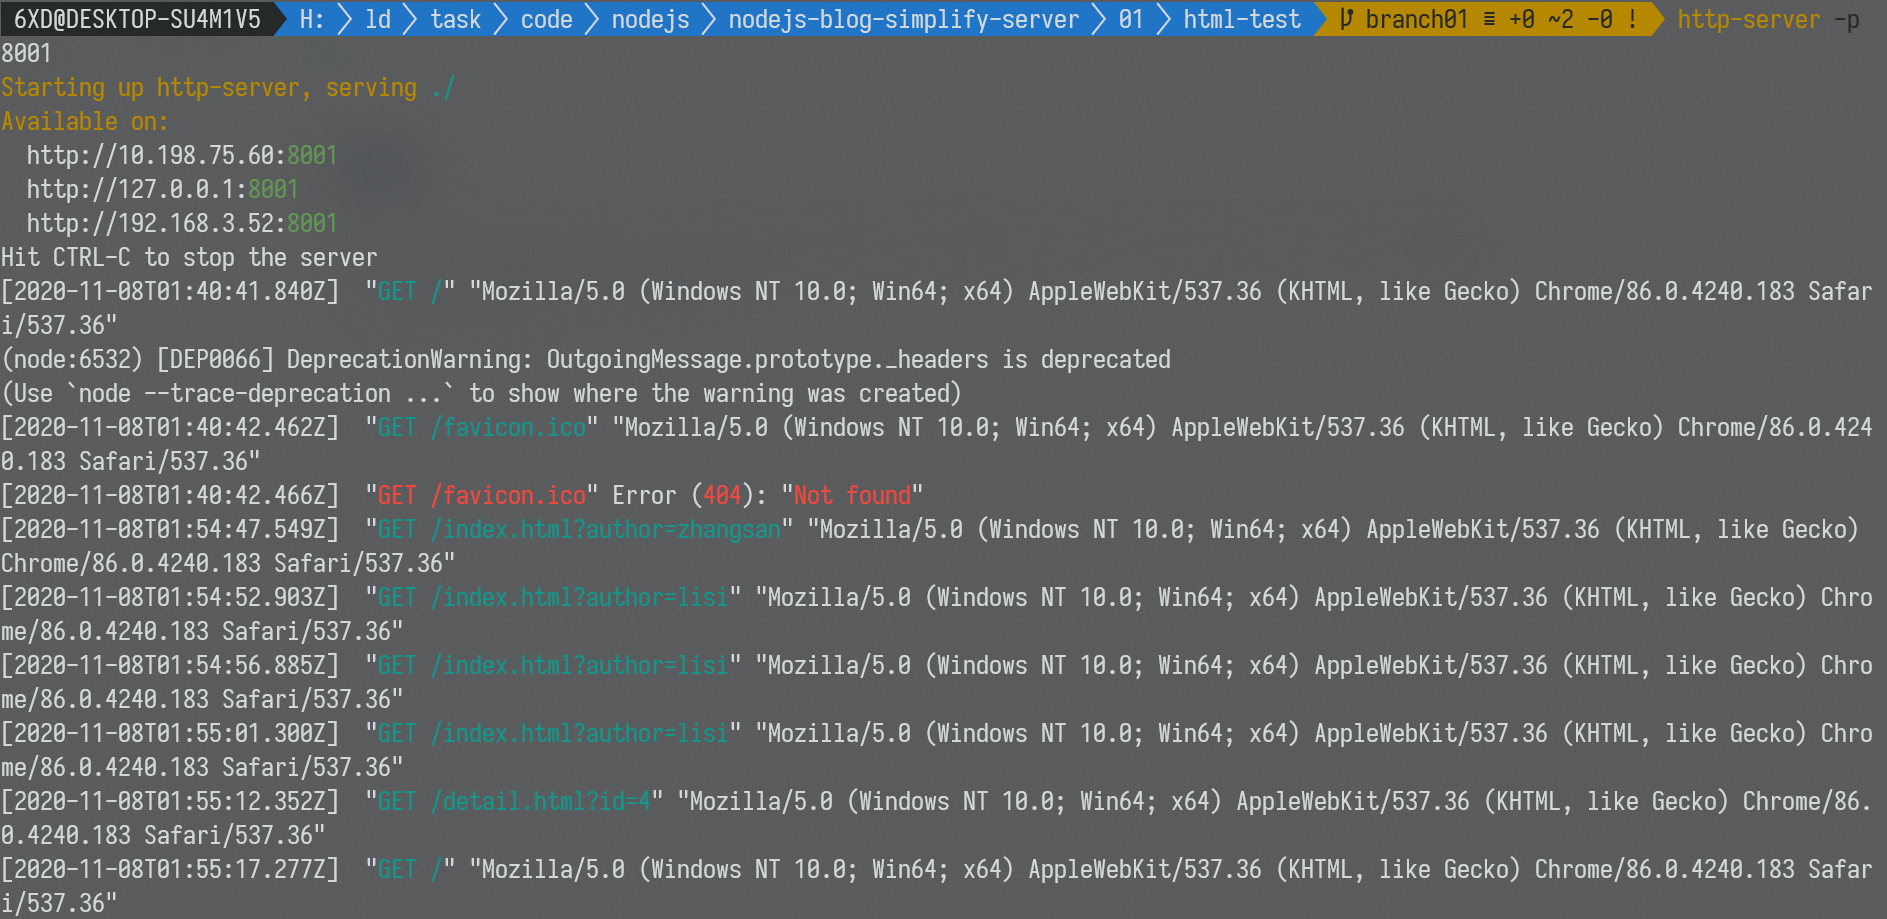 6XD@DESKTOP-SU4M1V5 H: ld task code nodejs nodejs-blog-simplify-server 01 html-test branch01 ≡ +0 ~2 -0 ! http-server -p
8001
Starting up http-server, serving ./
Available on:
  http://10.198.75.60:8001
  http://127.0.0.1:8001
  http://192.168.3.52:8001
Hit CTRL-C to stop the server
[2020-11-08T01:40:41.840Z]  "GET /" "Mozilla/5.0 (Windows NT 10.0; Win64; x64) AppleWebKit/537.36 (KHTML, like Gecko) Chrome/86.0.4240.183 Safar
i/537.36"
(node:6532) [DEP0066] DeprecationWarning: OutgoingMessage.prototype._headers is deprecated
(Use `node --trace-deprecation ...` to show where the warning was created)
[2020-11-08T01:40:42.462Z]  "GET /favicon.ico" "Mozilla/5.0 (Windows NT 10.0; Win64; x64) AppleWebKit/537.36 (KHTML, like Gecko) Chrome/86.0.424
0.183 Safari/537.36"
[2020-11-08T01:40:42.466Z]  "GET /favicon.ico" Error (404): "Not found"
[2020-11-08T01:54:47.549Z]  "GET /index.html?author=zhangsan" "Mozilla/5.0 (Windows NT 10.0; Win64; x64) AppleWebKit/537.36 (KHTML, like Gecko)
Chrome/86.0.4240.183 Safari/537.36"
[2020-11-08T01:54:52.903Z]  "GET /index.html?author=lisi" "Mozilla/5.0 (Windows NT 10.0; Win64; x64) AppleWebKit/537.36 (KHTML, like Gecko) Chro
me/86.0.4240.183 Safari/537.36"
[2020-11-08T01:54:56.885Z]  "GET /index.html?author=lisi" "Mozilla/5.0 (Windows NT 10.0; Win64; x64) AppleWebKit/537.36 (KHTML, like Gecko) Chro
me/86.0.4240.183 Safari/537.36"
[2020-11-08T01:55:01.300Z]  "GET /index.html?author=lisi" "Mozilla/5.0 (Windows NT 10.0; Win64; x64) AppleWebKit/537.36 (KHTML, like Gecko) Chro
me/86.0.4240.183 Safari/537.36"
[2020-11-08T01:55:12.352Z]  "GET /detail.html?id=4" "Mozilla/5.0 (Windows NT 10.0; Win64; x64) AppleWebKit/537.36 (KHTML, like Gecko) Chrome/86.
0.4240.183 Safari/537.36"
[2020-11-08T01:55:17.277Z]  "GET /" "Mozilla/5.0 (Windows NT 10.0; Win64; x64) AppleWebKit/537.36 (KHTML, like Gecko) Chrome/86.0.4240.183 Safar
i/537.36"